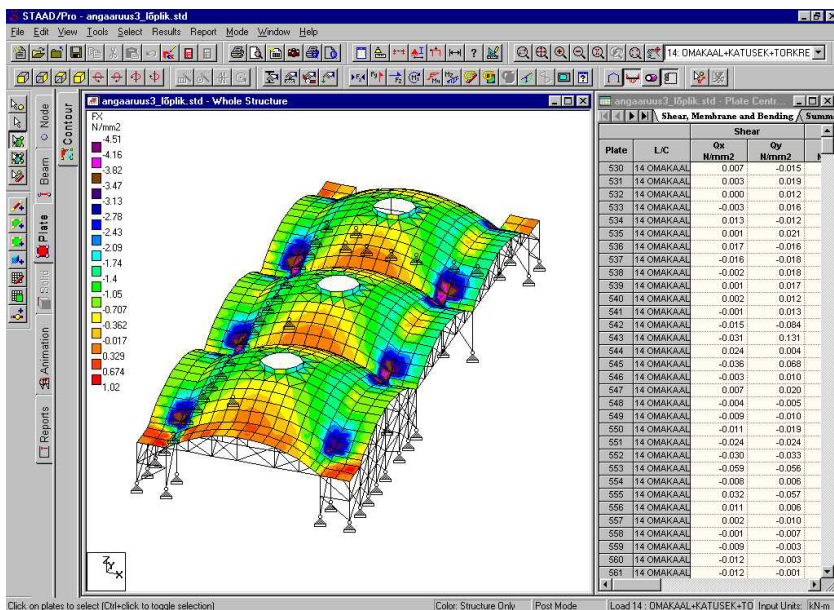 STAAD/Pro - angaaruus3_lõplik.std
File Edit View Tools Select Results Report Mode Window Help
14: OMAKAAL+KATUSEK+TORKRE
Node
Beam
Plate
Solid
Animation
Reports
Contour
angaaruus3_lõplik.std - Whole Structure
FX
N/mm2
-4.51
-4.16
-3.82
-3.47
-3.13
-2.78
-2.43
-2.09
-1.74
-1.4
-1.05
-0.707
-0.362
-0.017
0.329
0.674
1.02
angaaruus3_lõplik.std - Plate Centr...
Shear, Membrane and Bending Summ
Shear
Plate L/C Qx Qy
N/mm2 N/mm2
530 14 OMAKAAL 0.007 -0.015
531 14 OMAKAAL 0.003 0.019
532 14 OMAKAAL 0.000 0.012
533 14 OMAKAAL -0.003 0.016
534 14 OMAKAAL 0.013 -0.012
535 14 OMAKAAL 0.001 0.021
536 14 OMAKAAL 0.017 -0.016
537 14 OMAKAAL -0.016 -0.018
538 14 OMAKAAL -0.002 0.018
539 14 OMAKAAL 0.001 0.017
540 14 OMAKAAL 0.002 0.012
541 14 OMAKAAL -0.001 0.013
542 14 OMAKAAL -0.015 -0.084
543 14 OMAKAAL -0.031 0.131
544 14 OMAKAAL 0.024 0.004
545 14 OMAKAAL -0.036 0.068
546 14 OMAKAAL -0.003 0.010
547 14 OMAKAAL 0.007 0.020
548 14 OMAKAAL -0.004 -0.005
549 14 OMAKAAL -0.009 -0.010
550 14 OMAKAAL -0.011 -0.019
551 14 OMAKAAL -0.024 -0.024
552 14 OMAKAAL -0.030 -0.033
553 14 OMAKAAL -0.059 -0.056
554 14 OMAKAAL -0.008 0.006
555 14 OMAKAAL 0.032 -0.057
556 14 OMAKAAL 0.011 0.006
557 14 OMAKAAL 0.002 -0.010
558 14 OMAKAAL -0.001 -0.007
559 14 OMAKAAL -0.009 -0.003
560 14 OMAKAAL -0.012 -0.003
561 14 OMAKAAL -0.012 -0.001
Click on plates to select (Ctrl+click to toggle selection) Color: Structure Only Post Mode Load 14 : OMAKAAL+KATUSEK+TO Input Units: kN-m